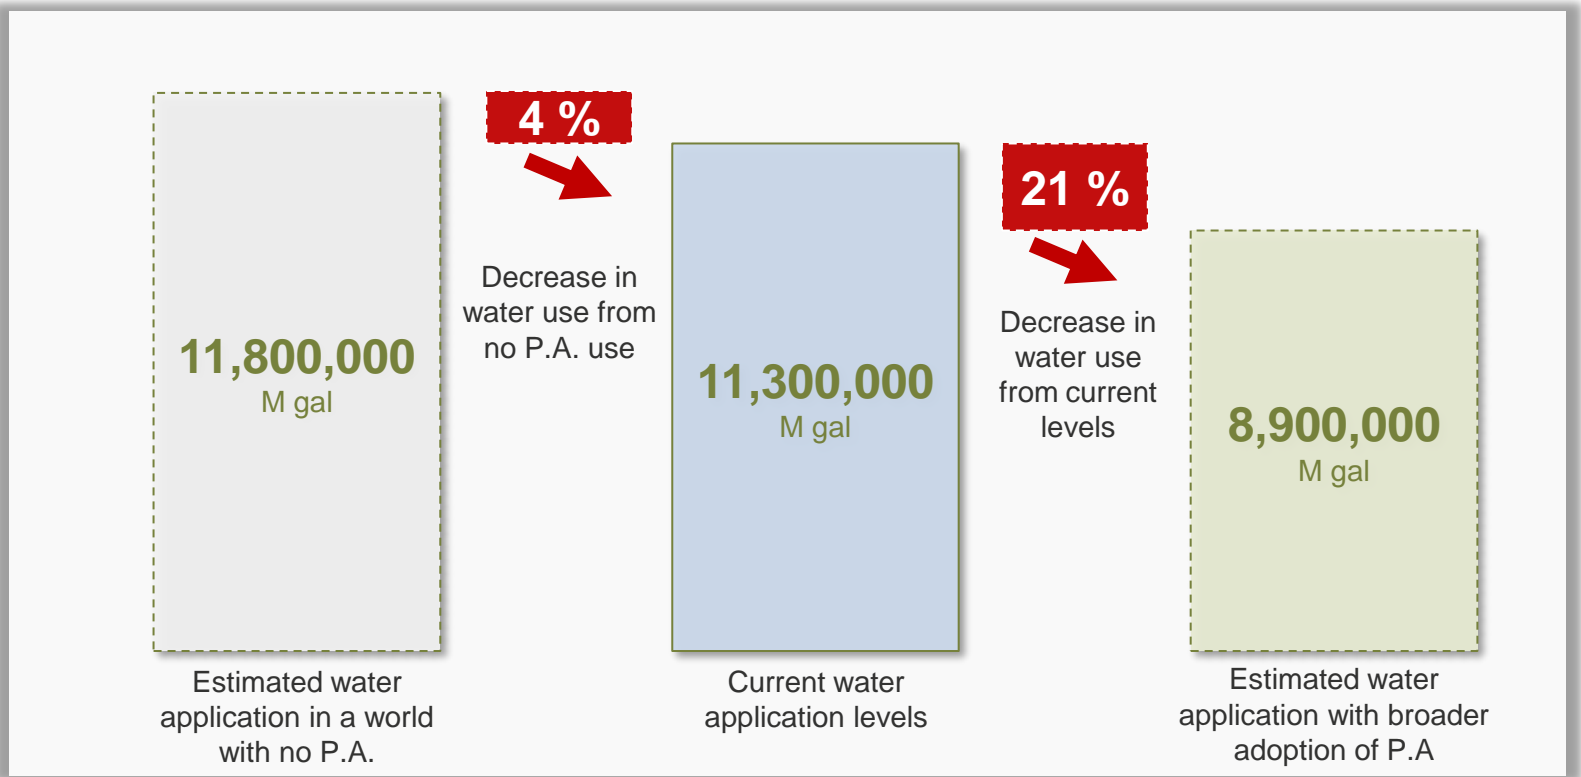 11,800,000
M gal
Estimated water
application in a world
with no P.A.
4 %
Decrease in
water use from
no P.A. use
11,300,000
M gal
Current water
application levels
21 %
Decrease in
water use
from current
levels
8,900,000
M gal
Estimated water
application with broader
adoption of P.A